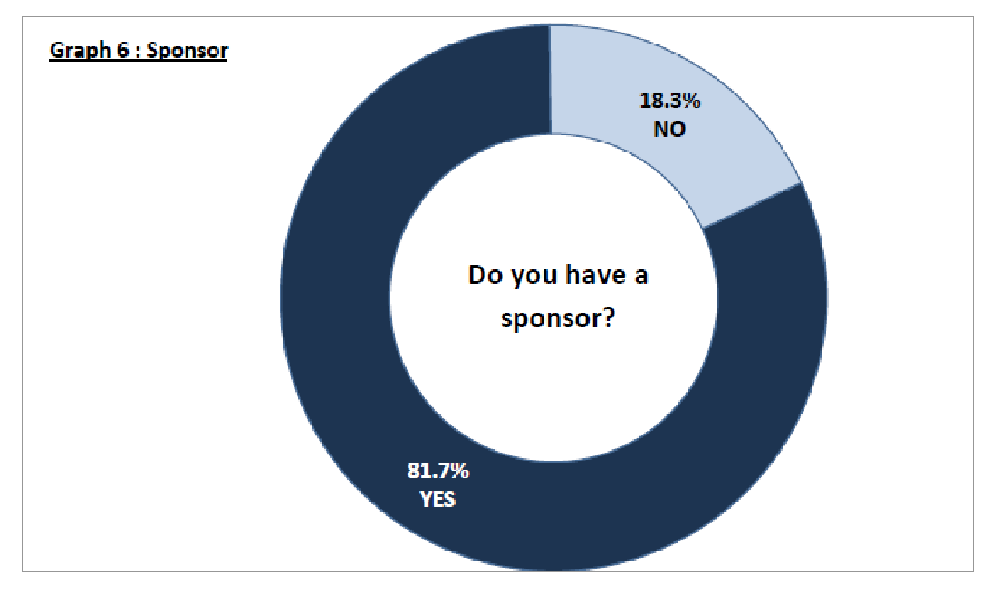 Graph 6 : Sponsor
18.3%
NO
Do you have a
sponsor?
81.7%
YES